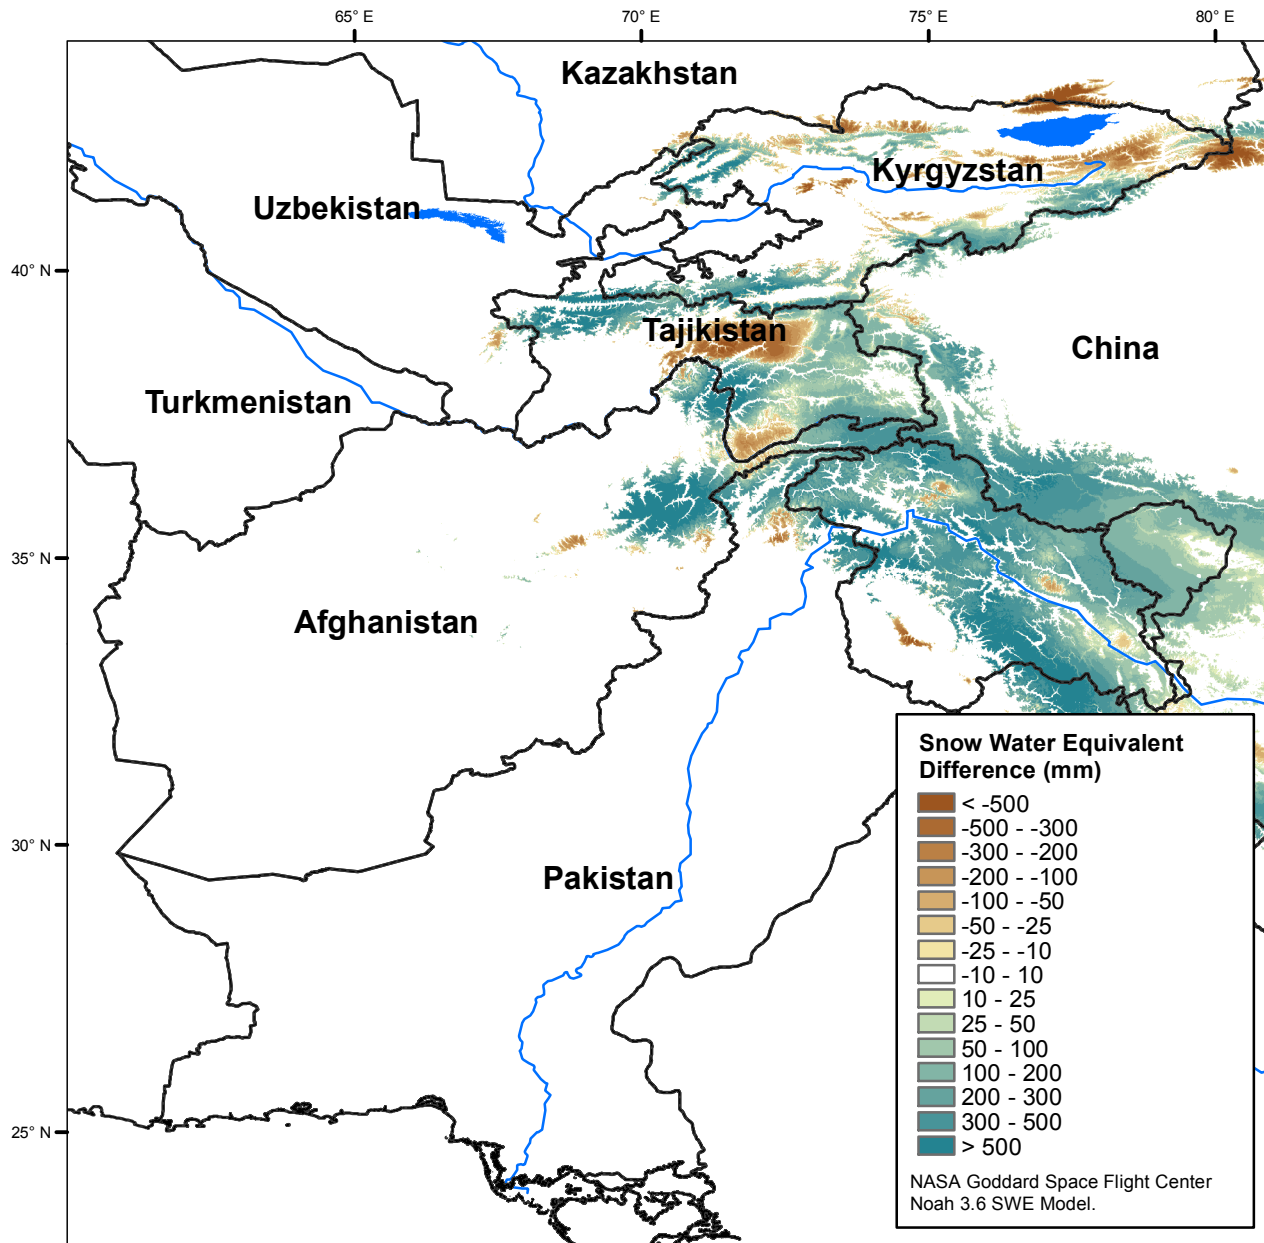 65° E
70° E
75° E
80° E
Kazakhstan
Kyrgyzstan
Uzbekistan
40° N
Tajikistan
China
Turkmenistan
35° N
Afghanistan
30° N
Pakistan
25° N
Snow Water Equivalent
Difference (mm)
< -500
-500 - -300
-300 - -200
-200 - -100
-100 - -50
-50 - -25
-25 - -10
-10 - 10
10 - 25
25 - 50
50 - 100
100 - 200
200 - 300
300 - 500
> 500
NASA Goddard Space Flight Center
Noah 3.6 SWE Model.